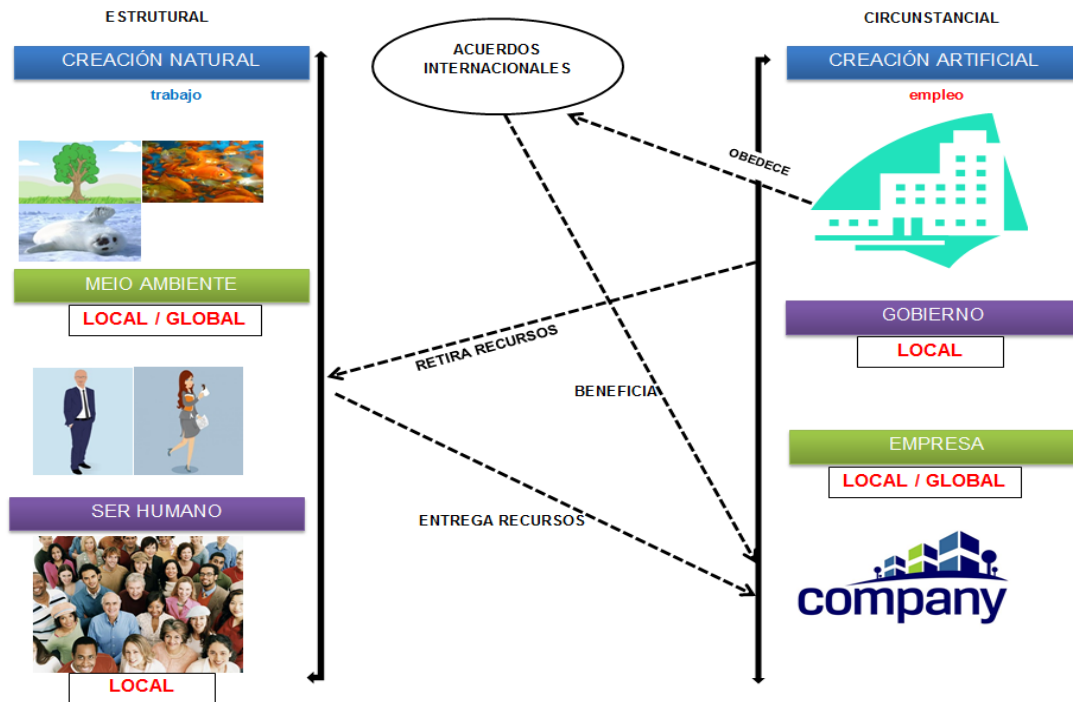 ESTRUTURAL
CREACIÓN NATURAL
trabajo
MEIO AMBIENTE
LOCAL / GLOBAL
SER HUMANO
LOCAL
ACUERDOS
INTERNACIONALES
OBEDECE
RETIRA RECURSOS
BENEFICIA
ENTREGA RECURSOS
CIRCUNSTANCIAL
CREACIÓN ARTIFICIAL
empleo
GOBIERNO
LOCAL
EMPRESA
LOCAL / GLOBAL
company